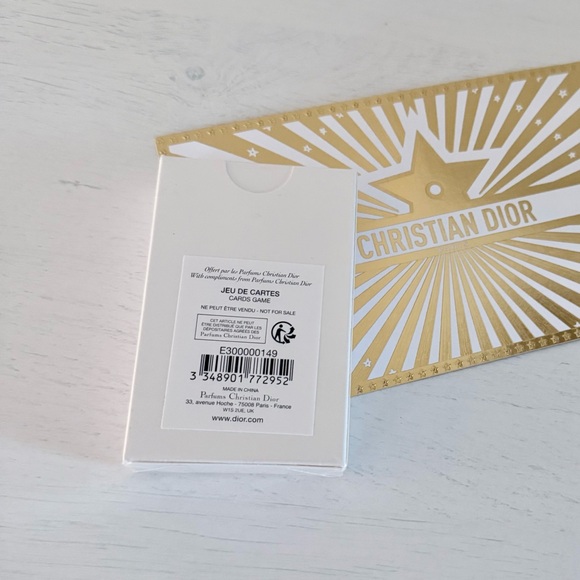 CHRISTIAN DIOR
Offert par les Parfums Christian Dior
With compliments from Parfums Christian Dior
JEU DE CARTES
CARDS GAME
NE PEUT ÊTRE VENDU - NOT FOR SALE
CET ARTICLE NE PEUT
ÊTRE DISTRIBUÉ QUE PAR LES
DÉPOSITAIRES AGRÉÉS DES
Parfums Christian Dior
E300000149
3 348901 772952
MADE IN CHINA
Parfums Christian Dior
33, avenue Hoche - 75008 Paris - France
W1S 2UE, UK
www.dior.com